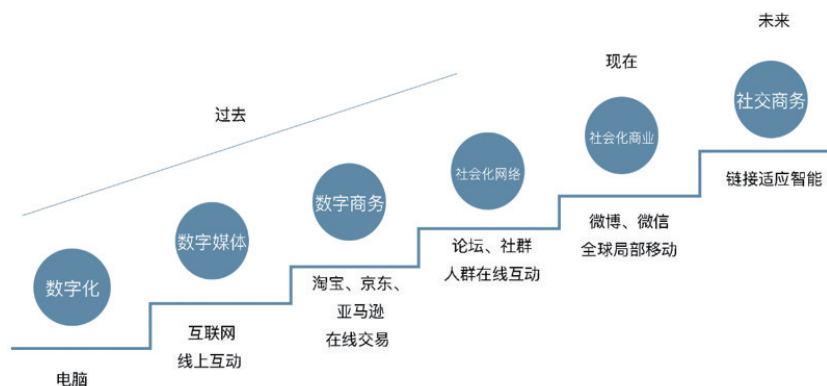 未来
现在
过去
社交商务
社会化商业
社会化网络
数字商务
数字媒体
数字化
链接适应智能
微博、微信
全球局部移动
论坛、社群
人群在线互动
淘宝、京东、
亚马逊
在线交易
互联网
线上互动
电脑